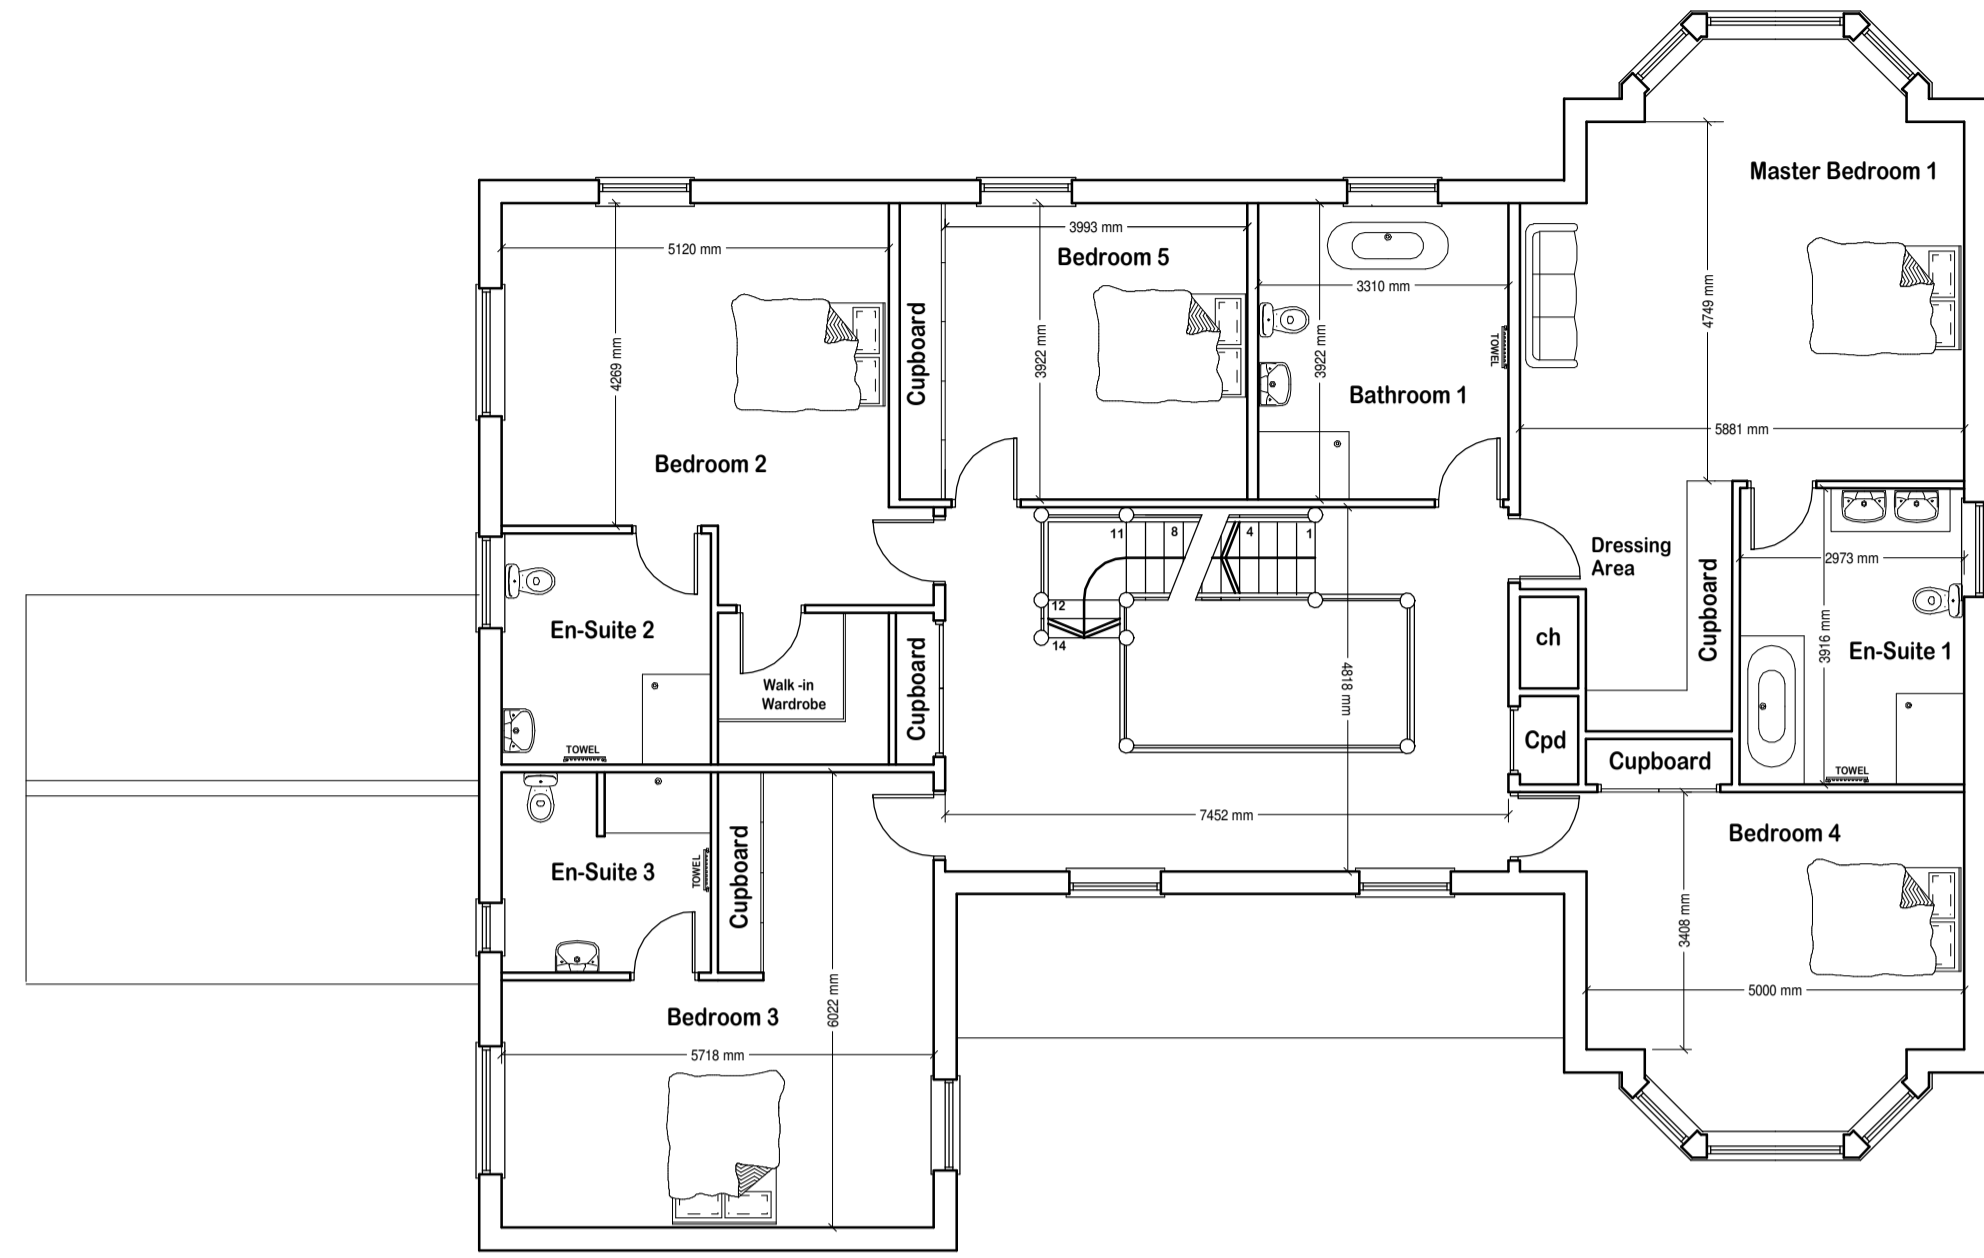 Master Bedroom 1
4749 mm
5881 mm
5120 mm
4269 mm
Bedroom 2
Cupboard
3993 mm
Bedroom 5
3922 mm
3310 mm
3922 mm
TOWEL
Bathroom 1
11
8
4
1
12
14
4818 mm
7452 mm
Dressing
Area
Cupboard
2973 mm
3916 mm
En-Suite 1
TOWEL
ch
Cpd
Cupboard
En-Suite 2
TOWEL
Walk -in
Wardrobe
Cupboard
En-Suite 3
TOWEL
Cupboard
Bedroom 3
6022 mm
5718 mm
Bedroom 4
3408 mm
5000 mm